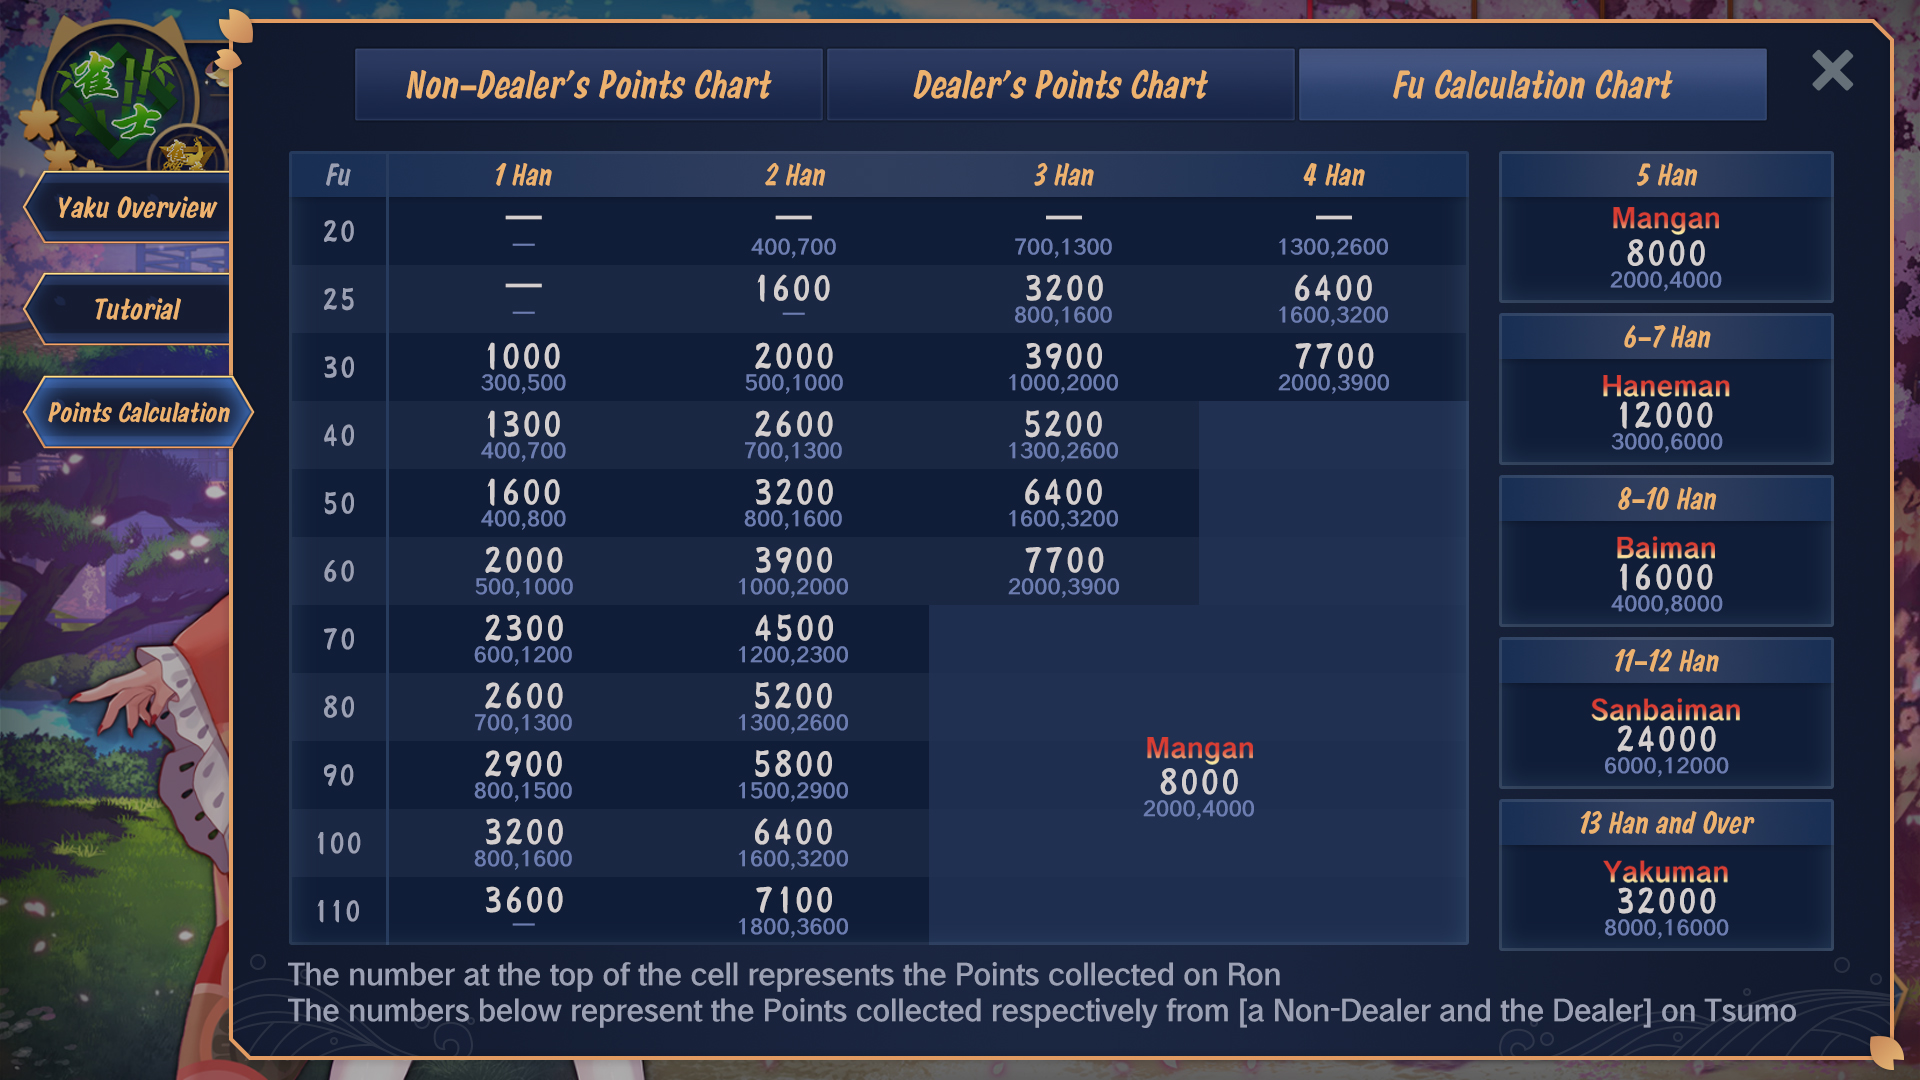 雀士
Non-Dealer's Points Chart
Dealer's Points Chart
Fu Calculation Chart
Yaku Overview
Tutorial
Points Calculation
Fu 1 Han 2 Han 3 Han 4 Han
20 — — — —
— 400,700 700,1300 1300,2600
25 — 1600 3200 6400
— — 800,1600 1600,3200
30 1000 2000 3900 7700
300,500 500,1000 1000,2000 2000,3900
40 1300 2600 5200
400,700 700,1300 1300,2600
50 1600 3200 6400
400,800 800,1600 1600,3200
60 2000 3900 7700
500,1000 1000,2000 2000,3900
70 2300 4500
600,1200 1200,2300
80 2600 5200
700,1300 1300,2600
90 2900 5800
800,1500 1500,2900
100 3200 6400
800,1600 1600,3200
110 3600 7100
— 1800,3600
Mangan
8000
2000,4000
5 Han
Mangan
8000
2000,4000
6-7 Han
Haneman
12000
3000,6000
8-10 Han
Baiman
16000
4000,8000
11-12 Han
Sanbaiman
24000
6000,12000
13 Han and Over
Yakuman
32000
8000,16000
The number at the top of the cell represents the Points collected on Ron
The numbers below represent the Points collected respectively from [a Non-Dealer and the Dealer] on Tsumo